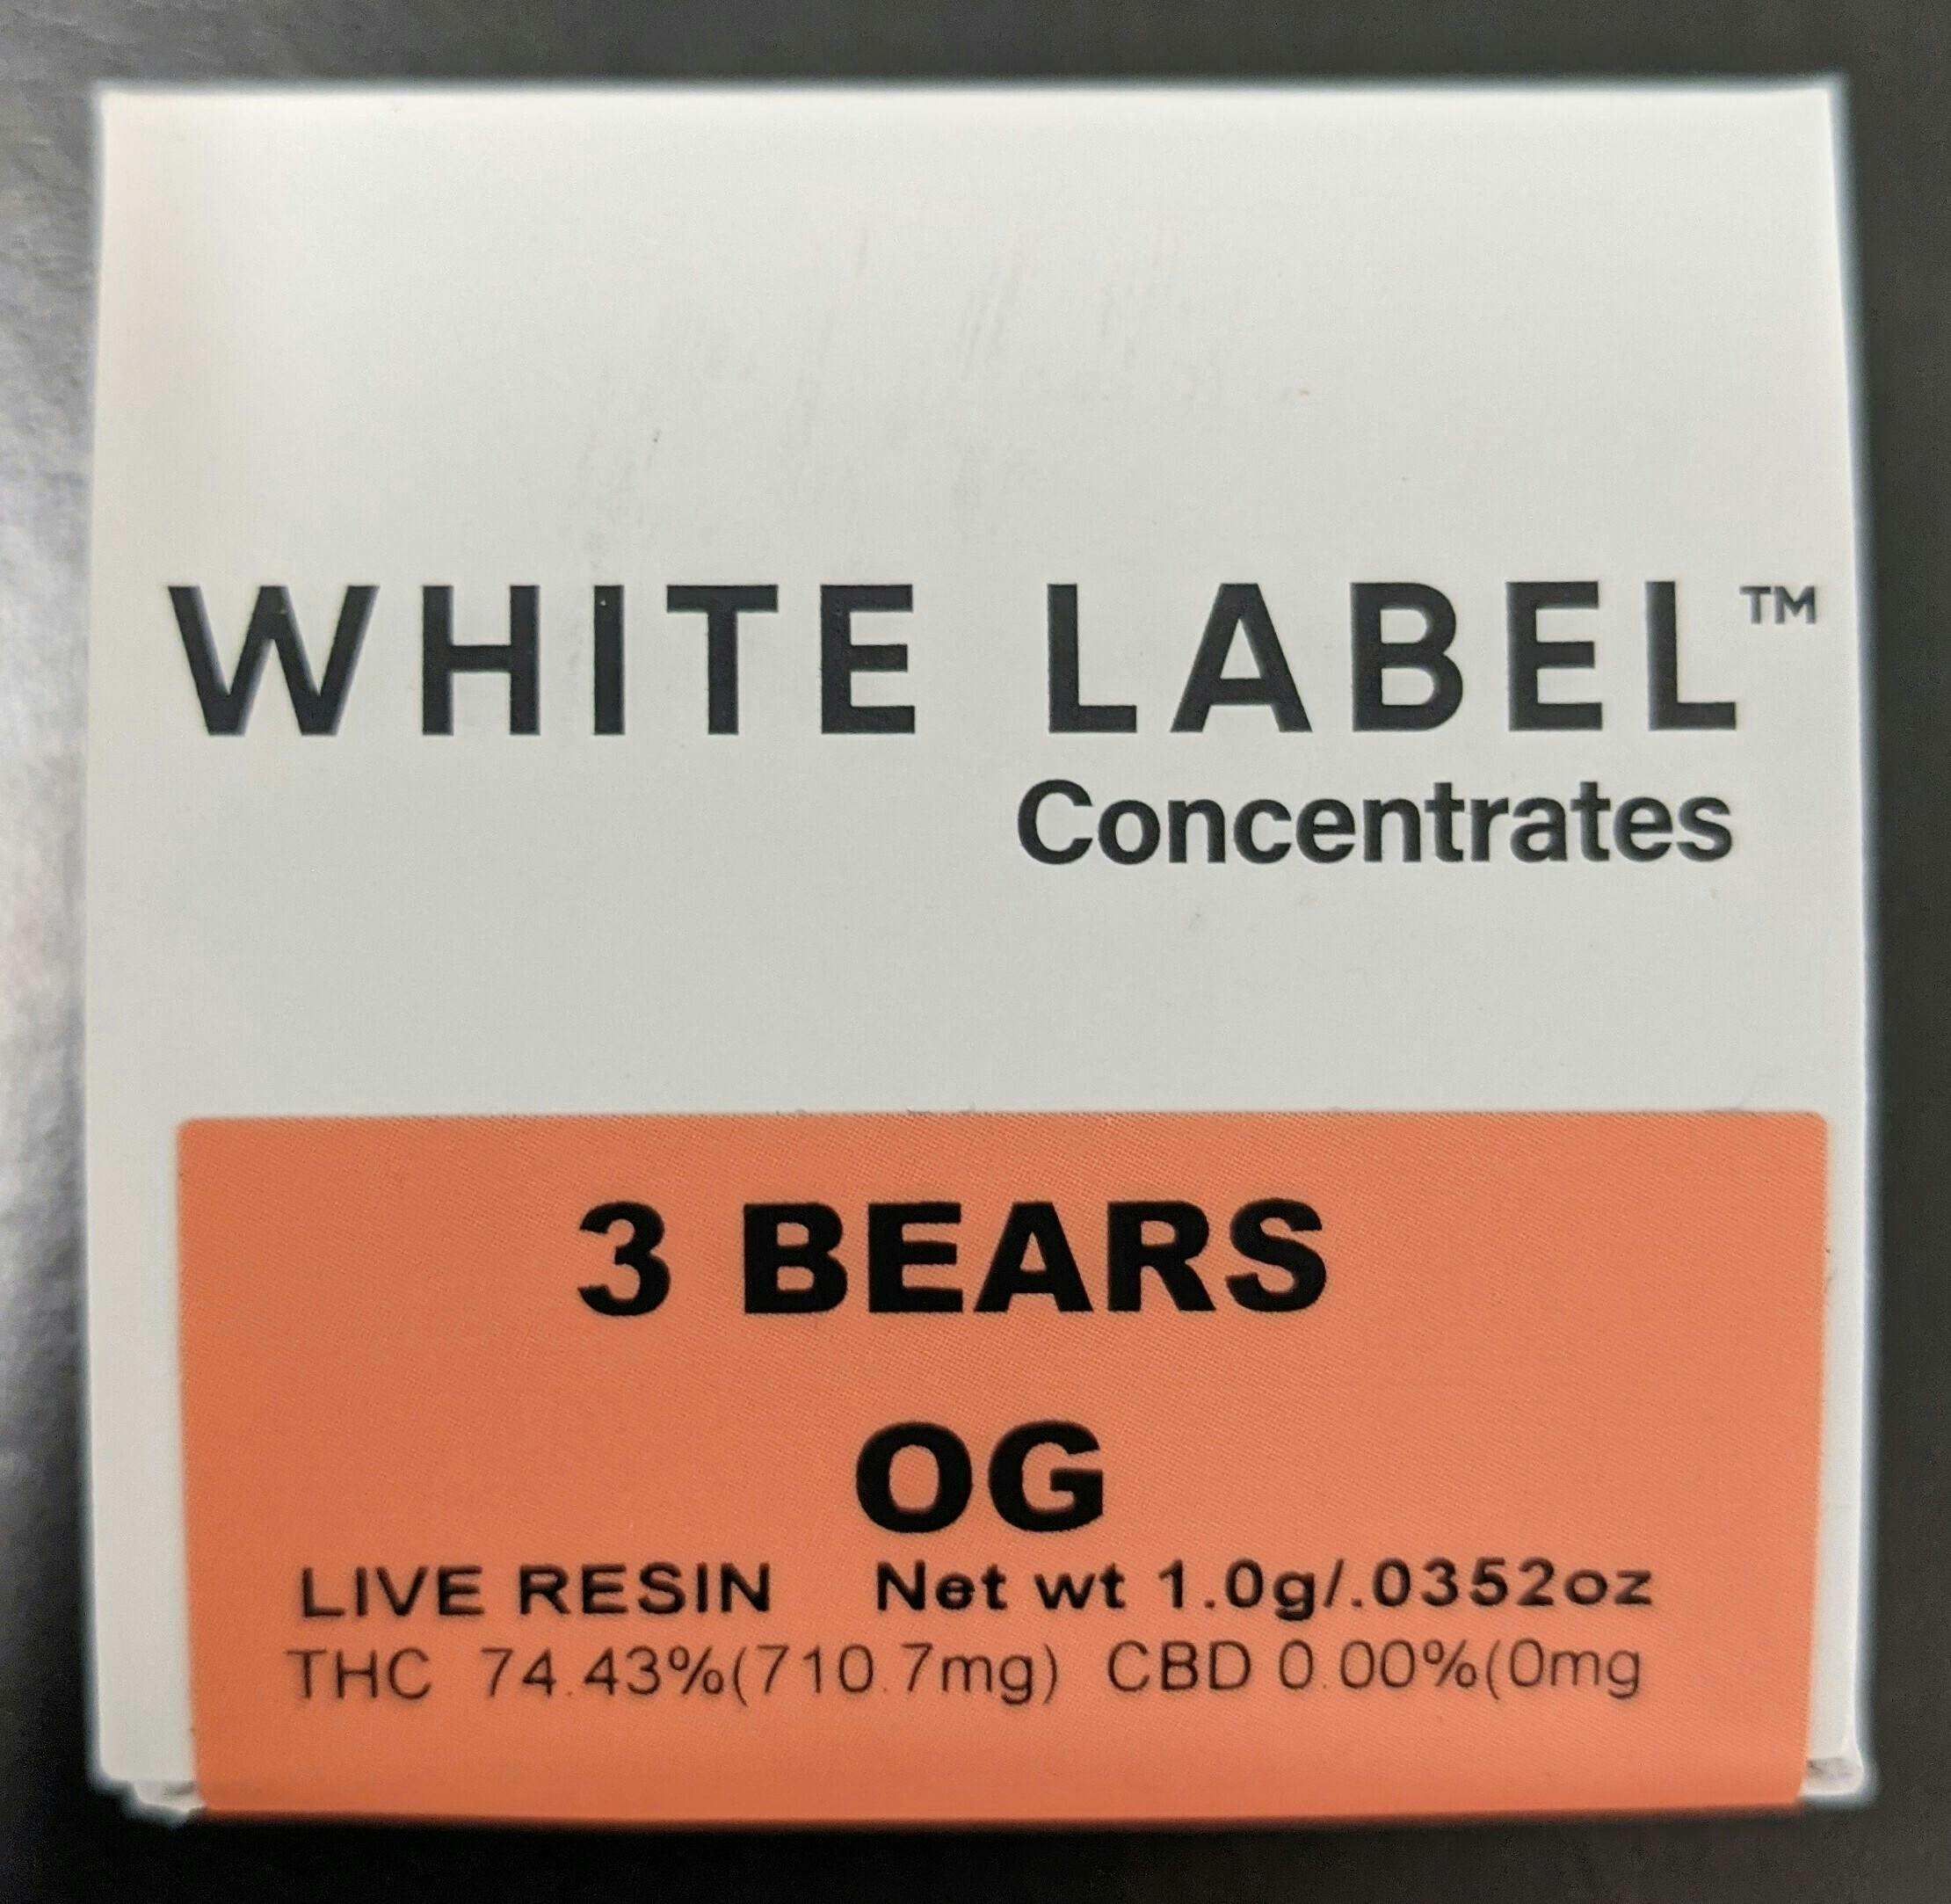 WHITE LABEL™
Concentrates
3 BEARS
OG
LIVE RESIN Net wt 1.0g/.0352oz
THC 74.43%(710.7mg) CBD 0.00%(0mg